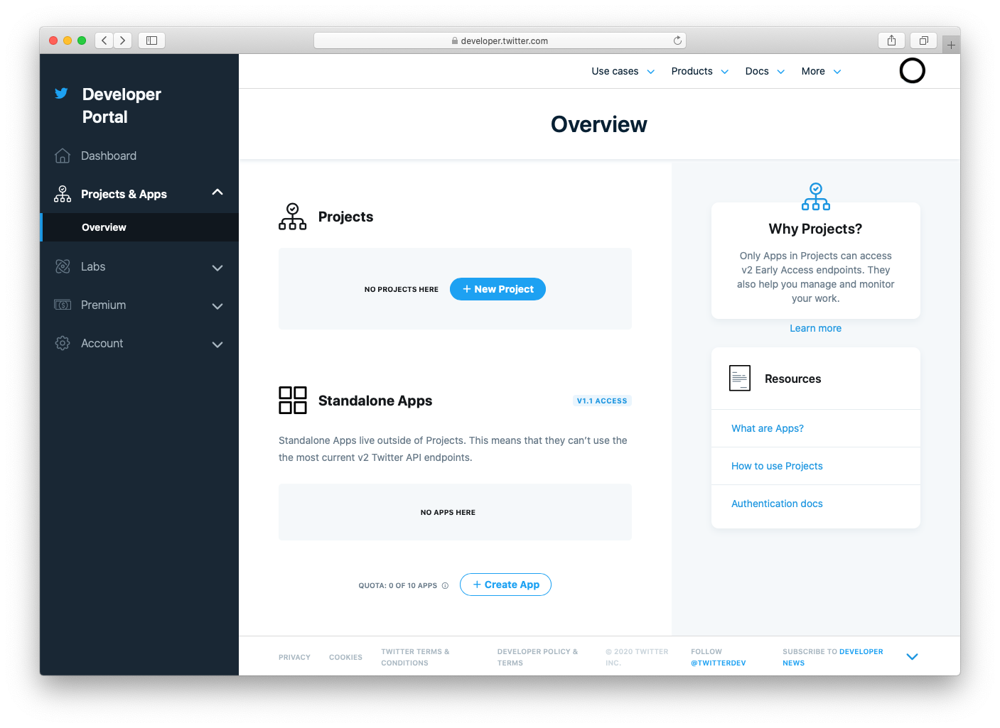 developer.twitter.com
Developer
Portal
Dashboard
Projects & Apps
Overview
Labs
Premium
Account
Use cases
Products
Docs
More
Overview
Projects
NO PROJECTS HERE
+ New Project
Standalone Apps
V1.1 ACCESS
Standalone Apps live outside of Projects. This means that they can’t use the
the most current v2 Twitter API endpoints.
NO APPS HERE
QUOTA: 0 OF 10 APPS
+ Create App
Why Projects?
Only Apps in Projects can access
v2 Early Access endpoints. They
also help you manage and monitor
your work.
Learn more
Resources
What are Apps?
How to use Projects
Authentication docs
PRIVACY
COOKIES
TWITTER TERMS &
CONDITIONS
DEVELOPER POLICY &
TERMS
© 2020 TWITTER
INC.
FOLLOW
@TWITTERDEV
SUBSCRIBE TO DEVELOPER
NEWS